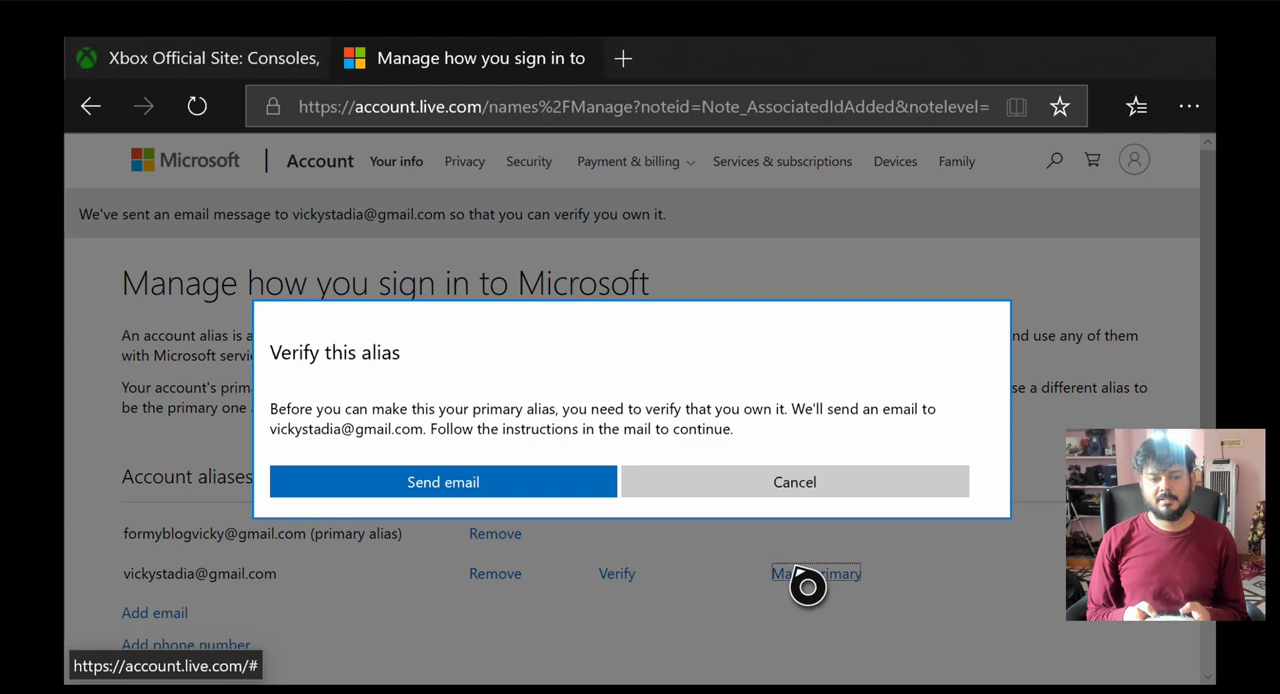 Xbox Official Site: Consoles,
Manage how you sign in to
https://account.live.com/names%2FManage?noteid=Note_AssociatedIdAdded&notelevel=
Microsoft | Account Your info Privacy Security Payment & billing Services & subscriptions Devices Family
We've sent an email message to vickystadia@gmail.com so that you can verify you own it.
Manage how you sign in to Microsoft
An account alias is a
nd use any of them
with Microsoft servi
Your account's prim
e a different alias to
be the primary one
Verify this alias
Before you can make this your primary alias, you need to verify that you own it. We'll send an email to
vickystadia@gmail.com. Follow the instructions in the mail to continue.
Send email
Cancel
Account aliases
formyblogvicky@gmail.com (primary alias) Remove
vickystadia@gmail.com Remove Verify
Add email
Add phone number
https://account.live.com/#